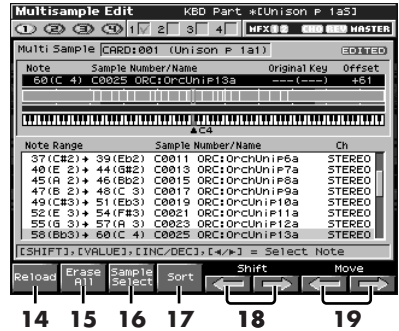 Multisample Edit KBD Part *[Unison P 1aS]
1 2 3 4 1 2 3 4 MFX 1 2 CHO REV MASTER
Multi Sample CARD:001 (Unison P 1a1) EDITED
Note Sample Number/Name Original Key Offset
60(C 4) C0025 ORC:OrcUniP13a ---(---) +61
▲C4
Note Range Sample Number/Name Ch
37(C#2)→ 39(Eb2) C0011 ORC:OrchUniP6a STEREO
40(E 2)→ 44(G#2) C0013 ORC:OrchUniP7a STEREO
45(A 2)→ 46(Bb2) C0015 ORC:OrchUniP8a STEREO
47(B 2)→ 48(C 3) C0017 ORC:OrchUniP9a STEREO
49(C#3)→ 51(Eb3) C0019 ORC:OrchUniP10a STEREO
52(E 3)→ 54(F#3) C0021 ORC:OrchUniP11a STEREO
55(G 3)→ 57(A 3) C0023 ORC:OrchUniP12a STEREO
58(Bb3)→ 60(C 4) C0025 ORC:OrchUniP13a STEREO
[SHIFT],[VALUE],[INC/DEC],[◄/►] = Select Note
Reload Erase All Sample Select Sort Shift Move
14 15 16 17 18 19